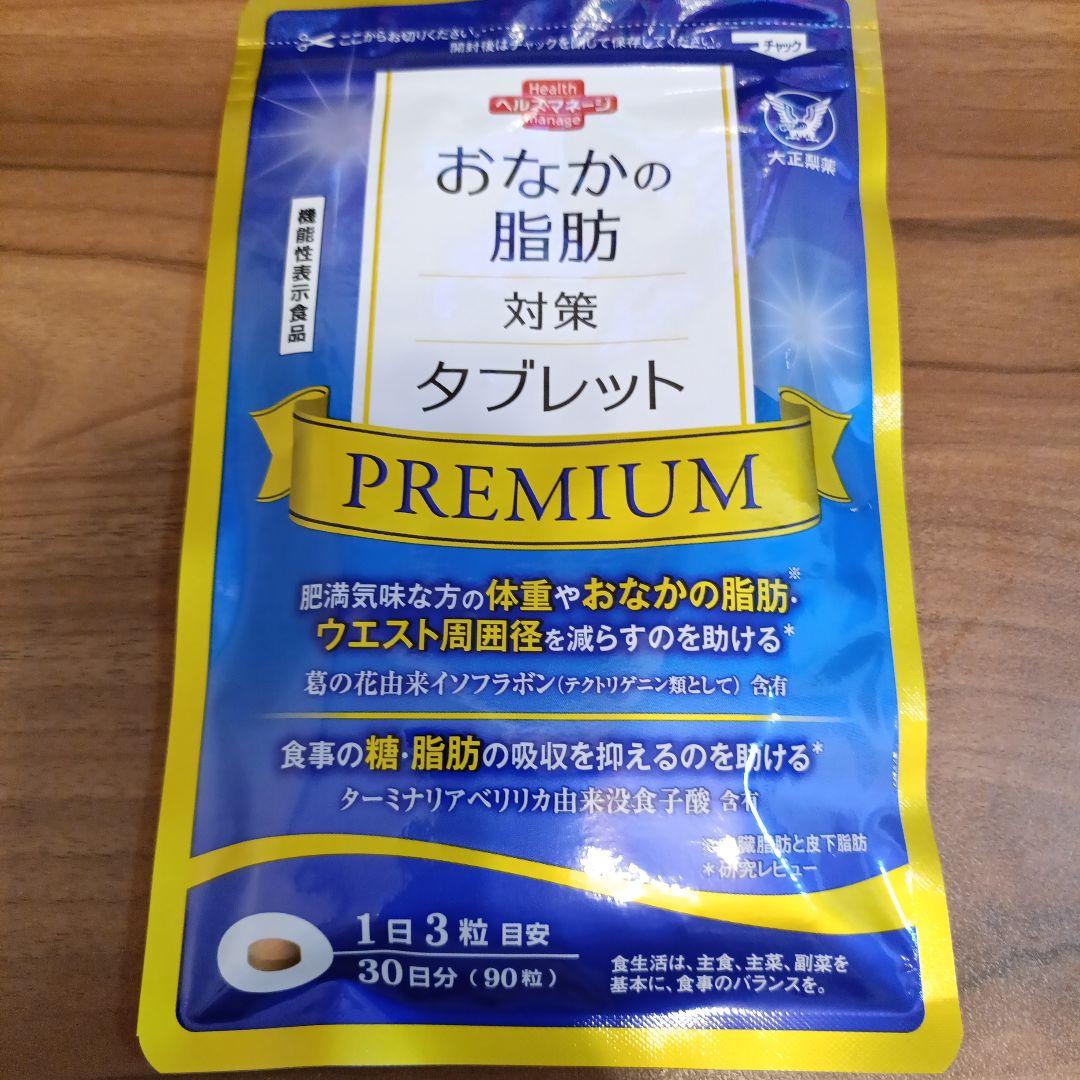 ここからお切りください。
開封後はチャックを閉じて保存してください。
チャック
Health
ヘルスマネージ
manage
大正製薬
機能性表示食品
おなかの
脂肪
対策
タブレット
PREMIUM
肥満気味な方の体重やおなかの脂肪※・
ウエスト周囲径を減らすのを助ける*
葛の花由来イソフラボン(テクトリゲニン類として)含有
食事の糖・脂肪の吸収を抑えるのを助ける*
ターミナリアベリリカ由来没食子酸 含有
※内臓脂肪と皮下脂肪
*研究レビュー
1日3粒 目安
30日分(90粒)
食生活は、主食、主菜、副菜を
基本に、食事のバランスを。